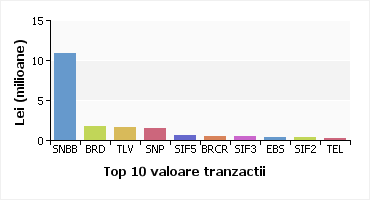 15
10
5
0
Lei (milioane)
SNBB BRD TLV SNP SIF5 BRCR SIF3 EBS SIF2 TEL
Top 10 valoare tranzactii